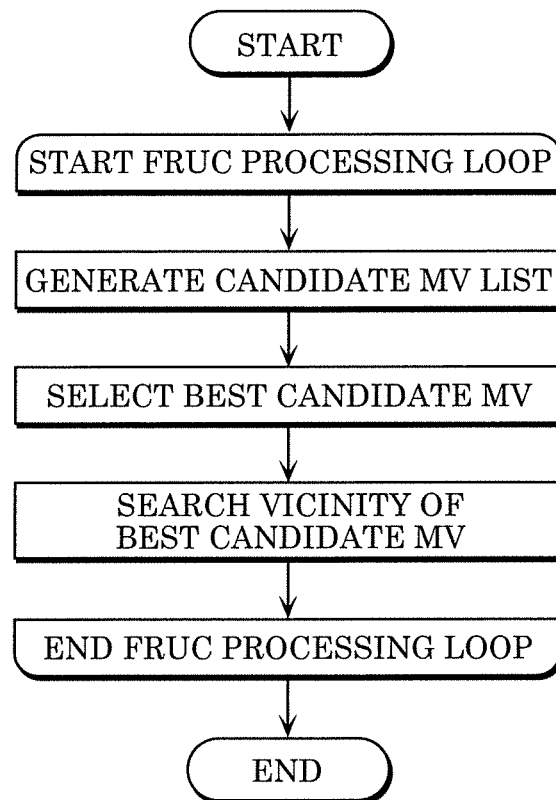 START
START FRUC PROCESSING LOOP
GENERATE CANDIDATE MV LIST
SELECT BEST CANDIDATE MV
SEARCH VICINITY OF
BEST CANDIDATE MV
END FRUC PROCESSING LOOP
END